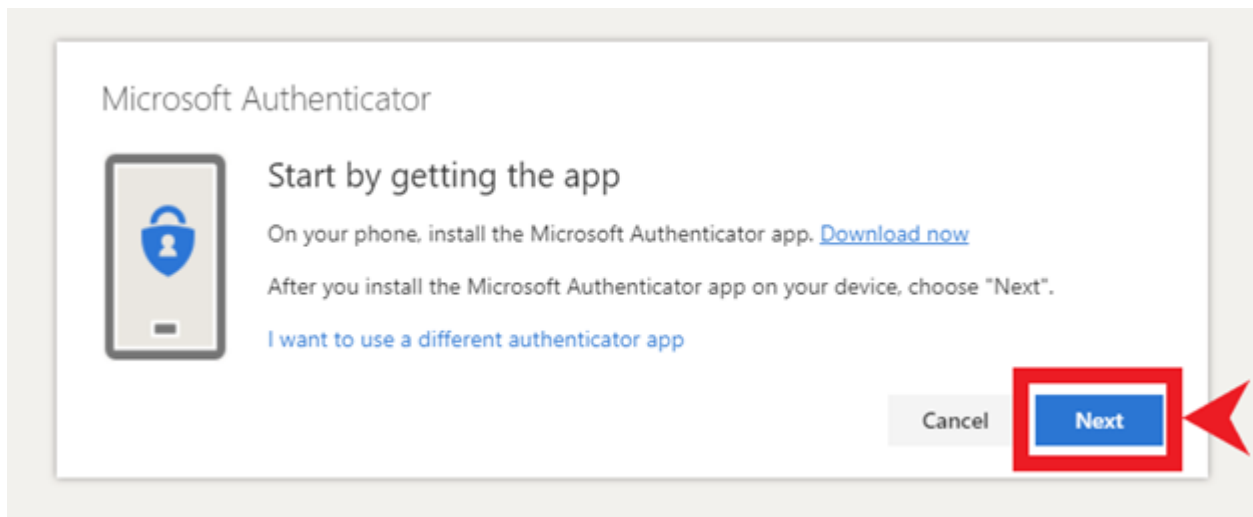 Microsoft Authenticator
Start by getting the app
On your phone, install the Microsoft Authenticator app. Download now
After you install the Microsoft Authenticator app on your device, choose "Next".
I want to use a different authenticator app
Cancel Next